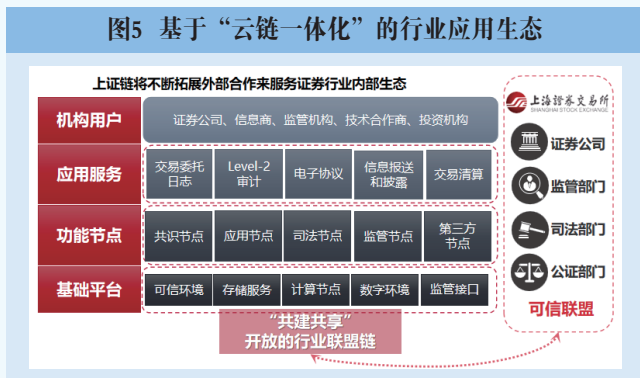 图5 基于“云链一体化”的行业应用生态
上证链将不断拓展外部合作来服务证券行业内部生态
机构用户
证券公司、信息商、监管机构、技术合作商、投资机构
应用服务
交易委托
日志
Level-2
审计
电子协议
信息报送
和披露
交易清算
功能节点
共识节点
应用节点
司法节点
监管节点
第三方
节点
基础平台
可信环境
存储服务
计算节点
数字环境
监管接口
“共建共享”
开放的行业联盟链
上海證券交易所
SHANGHAI STOCK EXCHANGE
证券公司
监管部门
司法部门
公证部门
可信联盟